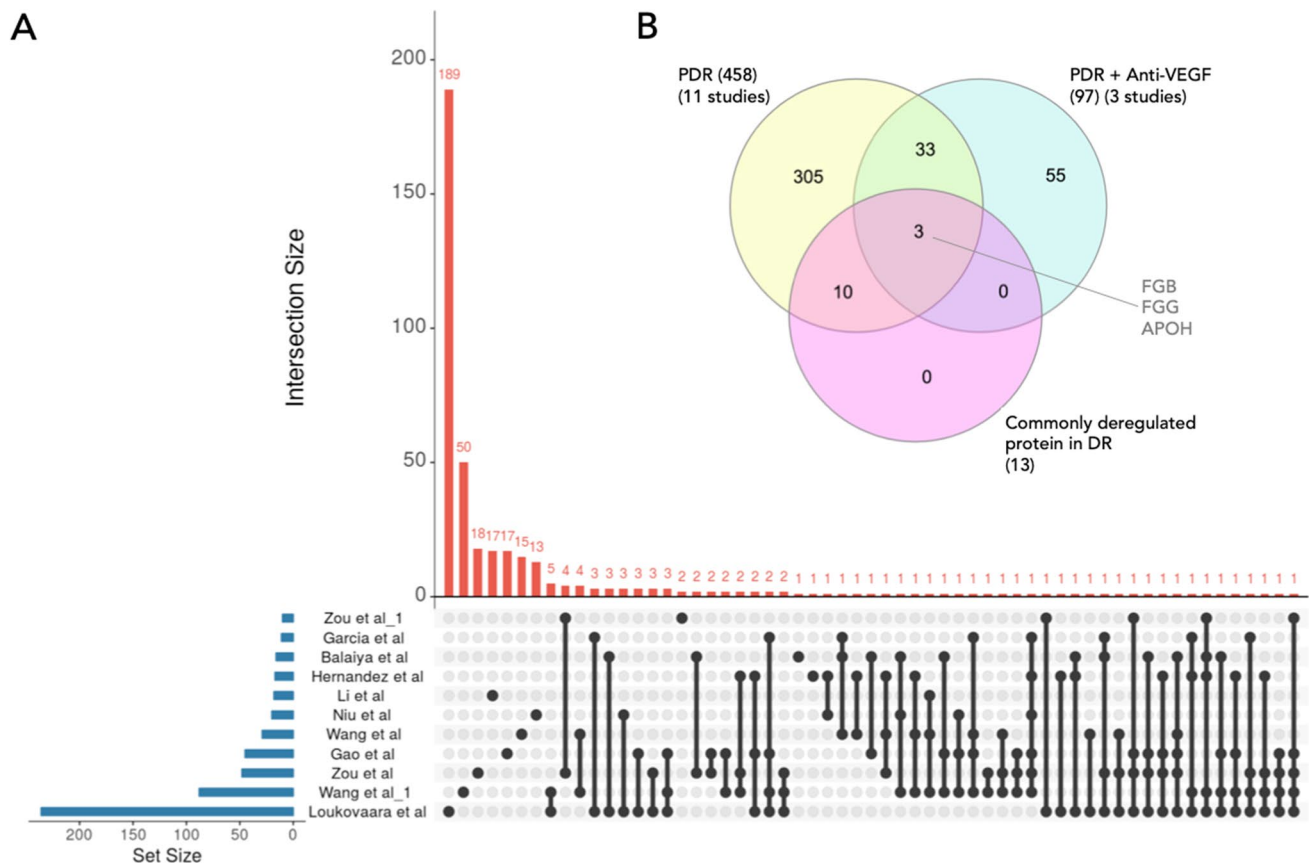 A
B
200
150
100
50
0
Intersection Size
189
50
18 17 17 15 13
5 4 4 3 3 3 3 3 3 2 2 2 2 2 2 2 2 1 1 1 1 1 1 1 1 1 1 1 1 1 1 1 1 1 1 1 1 1 1 1 1 1 1 1 1 1 1 1 1 1 1 1
PDR (458)
(11 studies)
PDR + Anti-VEGF
(97) (3 studies)
305
33
55
3
10
0
0
FGB
FGG
APOH
Commonly deregulated
protein in DR
(13)
Zou et al_1
Garcia et al
Balaiya et al
Hernandez et al
Li et al
Niu et al
Wang et al
Gao et al
Zou et al
Wang et al_1
Loukovaara et al
200 150 100 50 0
Set Size